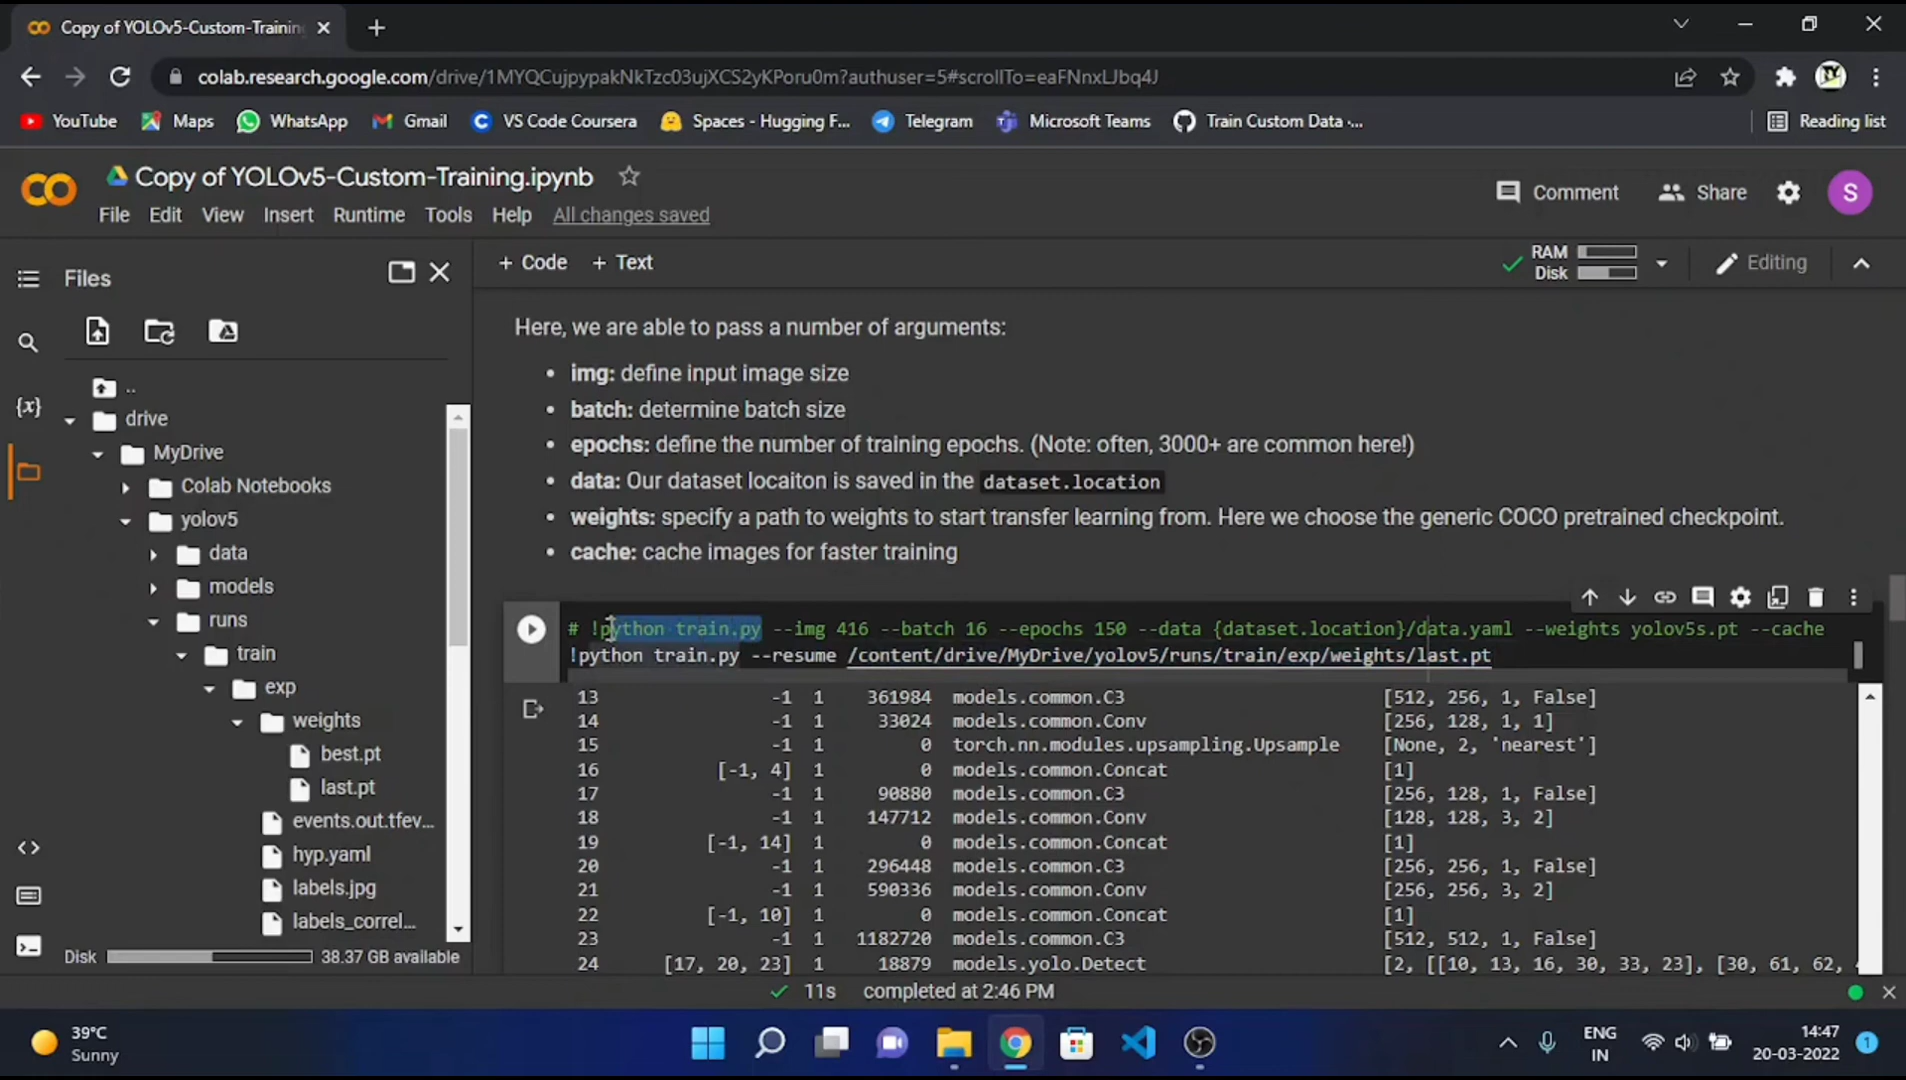 Copy of YOLOv5-Custom-Training
colab.research.google.com/drive/1MYQCujpypakNkTzc03ujXCS2yKPoru0m?authuser=5#scrollTo=eaFNnxLJbq4J
YouTube Maps WhatsApp Gmail VS Code Coursera Spaces - Hugging F... Telegram Microsoft Teams Train Custom Data ·... Reading list
Copy of YOLOv5-Custom-Training.ipynb
Comment Share S
File Edit View Insert Runtime Tools Help All changes saved
Files
+ Code + Text
RAM
Disk
Editing
..
drive
MyDrive
Colab Notebooks
yolov5
data
models
runs
train
exp
weights
best.pt
last.pt
events.out.tfev...
hyp.yaml
labels.jpg
labels_correl...
Disk 38.37 GB available
Here, we are able to pass a number of arguments:
• img: define input image size
• batch: determine batch size
• epochs: define the number of training epochs. (Note: often, 3000+ are common here!)
• data: Our dataset locaiton is saved in the dataset.location
• weights: specify a path to weights to start transfer learning from. Here we choose the generic COCO pretrained checkpoint.
• cache: cache images for faster training
# !python train.py --img 416 --batch 16 --epochs 150 --data {dataset.location}/data.yaml --weights yolov5s.pt --cache
!python train.py --resume /content/drive/MyDrive/yolov5/runs/train/exp/weights/last.pt
13 -1 1 361984 models.common.C3 [512, 256, 1, False]
14 -1 1 33024 models.common.Conv [256, 128, 1, 1]
15 -1 1 0 torch.nn.modules.upsampling.Upsample [None, 2, 'nearest']
16 [-1, 4] 1 0 models.common.Concat [1]
17 -1 1 90880 models.common.C3 [256, 128, 1, False]
18 -1 1 147712 models.common.Conv [128, 128, 3, 2]
19 [-1, 14] 1 0 models.common.Concat [1]
20 -1 1 296448 models.common.C3 [256, 256, 1, False]
21 -1 1 590336 models.common.Conv [256, 256, 3, 2]
22 [-1, 10] 1 0 models.common.Concat [1]
23 -1 1 1182720 models.common.C3 [512, 512, 1, False]
24 [17, 20, 23] 1 18879 models.yolo.Detect [2, [[10, 13, 16, 30, 33, 23], [30, 61, 62,
11s completed at 2:46 PM
39°C
Sunny
ENG
IN
14:47
20-03-2022
1